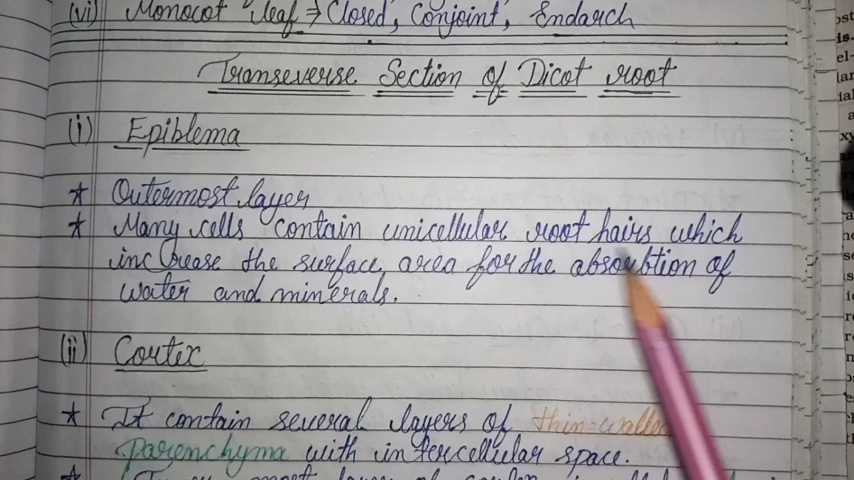 (vi) Monocot leaf → Closed, Conjoint, Endarch
Transeverse Section of Dicot root
(i) Epiblema
★ Outermost layer
★ Many cells contain unicellular root hairs which
increase the surface area for the absorbtion of
water and minerals.
(ii) Cortex
★ It contain several layers of thin-walled
parenchyma with intercellular space.